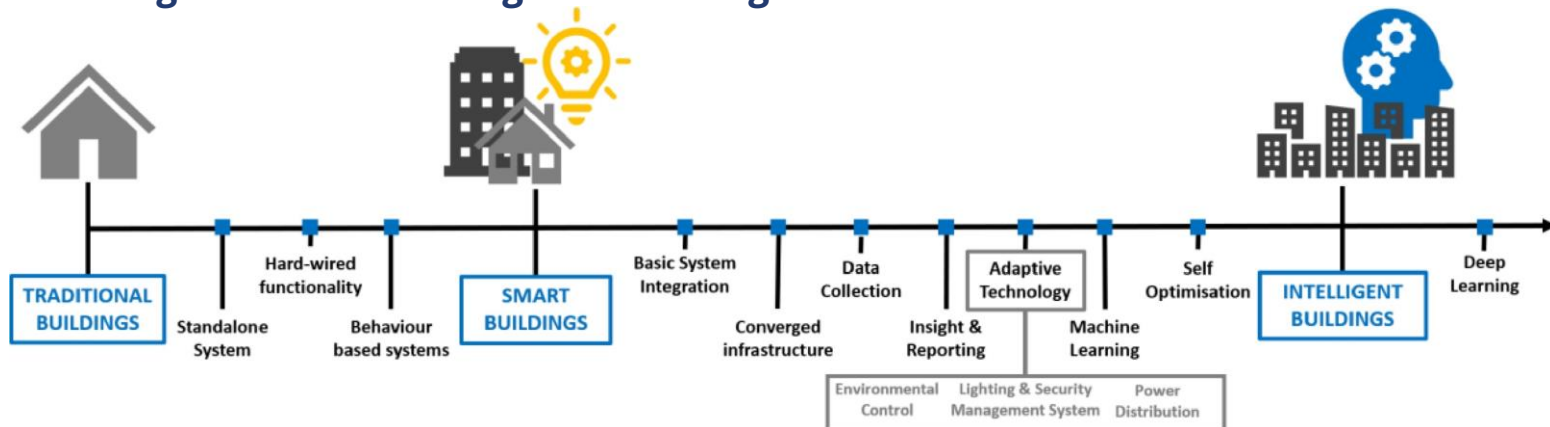 TRADITIONAL
BUILDINGS
Standalone
System
Hard-wired
functionality
Behaviour
based systems
SMART
BUILDINGS
Basic System
Integration
Converged
infrastructure
Data
Collection
Insight &
Reporting
Adaptive
Technology
Environmental
Control
Lighting & Security
Management System
Power
Distribution
Machine
Learning
Self
Optimisation
INTELLIGENT
BUILDINGS
Deep
Learning